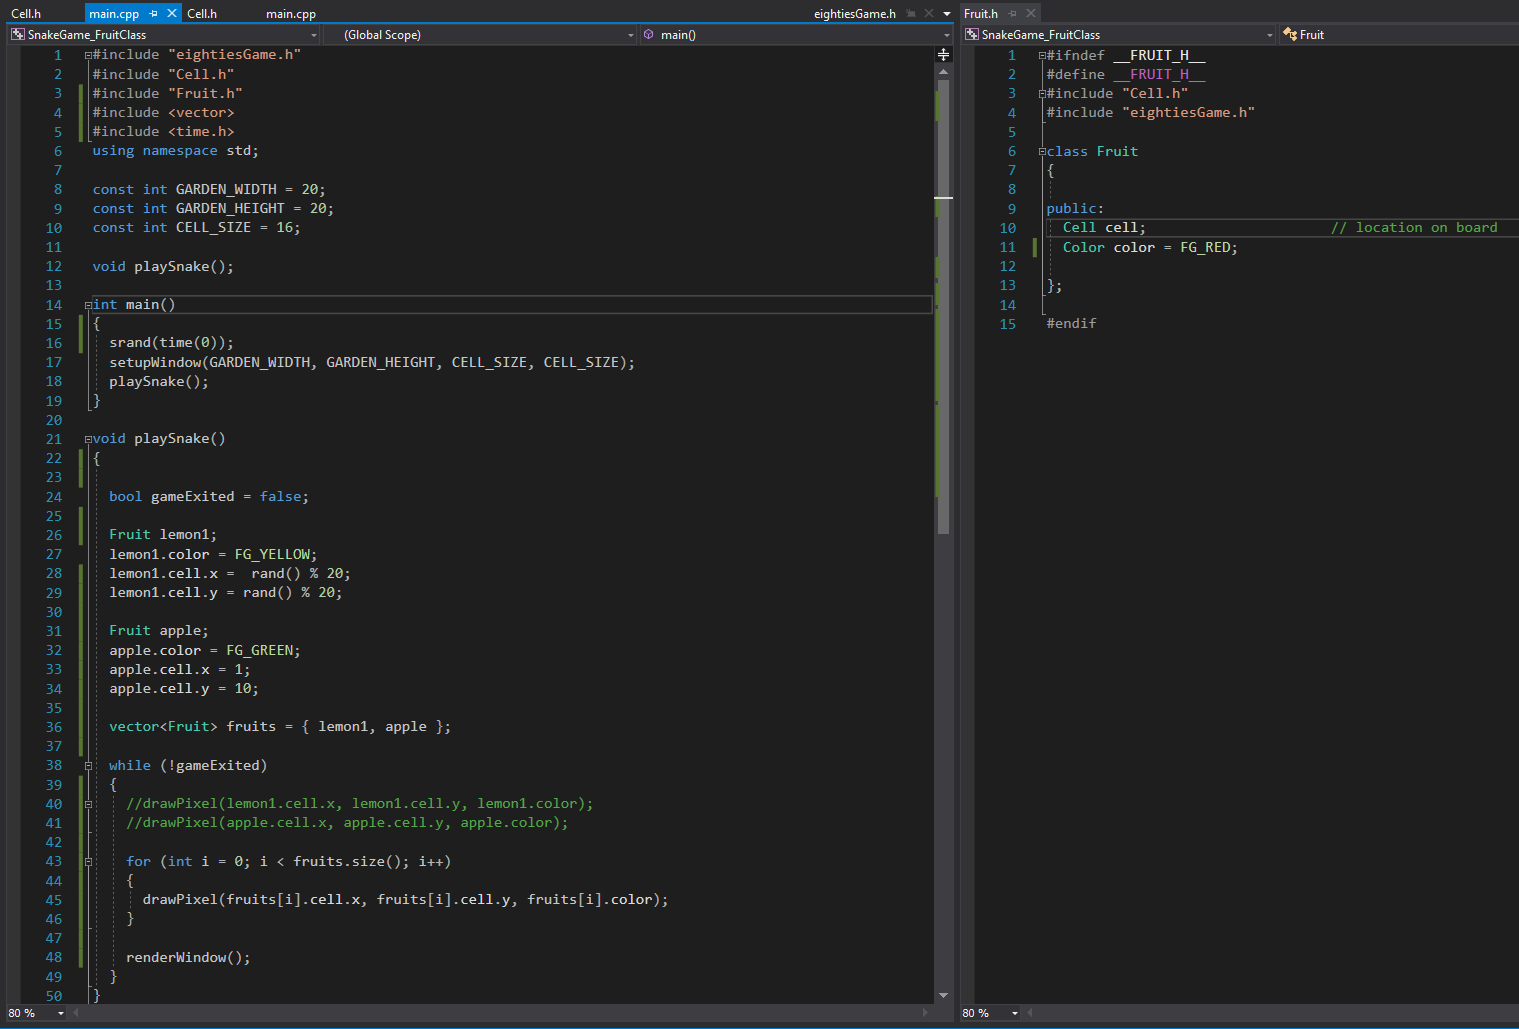 Cell.h main.cpp Cell.h main.cpp eightiesGame.h
SnakeGame_FruitClass (Global Scope) main()
1 #include "eightiesGame.h"
2 #include "Cell.h"
3 #include "Fruit.h"
4 #include <vector>
5 #include <time.h>
6 using namespace std;
7
8 const int GARDEN_WIDTH = 20;
9 const int GARDEN_HEIGHT = 20;
10 const int CELL_SIZE = 16;
11
12 void playSnake();
13
14 int main()
15 {
16 srand(time(0));
17 setupWindow(GARDEN_WIDTH, GARDEN_HEIGHT, CELL_SIZE, CELL_SIZE);
18 playSnake();
19 }
20
21 void playSnake()
22 {
23
24 bool gameExited = false;
25
26 Fruit lemon1;
27 lemon1.color = FG_YELLOW;
28 lemon1.cell.x =  rand() % 20;
29 lemon1.cell.y = rand() % 20;
30
31 Fruit apple;
32 apple.color = FG_GREEN;
33 apple.cell.x = 1;
34 apple.cell.y = 10;
35
36 vector<Fruit> fruits = { lemon1, apple };
37
38 while (!gameExited)
39 {
40 //drawPixel(lemon1.cell.x, lemon1.cell.y, lemon1.color);
41 //drawPixel(apple.cell.x, apple.cell.y, apple.color);
42
43 for (int i = 0; i < fruits.size(); i++)
44 {
45 drawPixel(fruits[i].cell.x, fruits[i].cell.y, fruits[i].color);
46 }
47
48 renderWindow();
49 }
50 }
80 %
Fruit.h
SnakeGame_FruitClass Fruit
1 #ifndef __FRUIT_H__
2 #define __FRUIT_H__
3 #include "Cell.h"
4 #include "eightiesGame.h"
5
6 class Fruit
7 {
8
9 public:
10 Cell cell; // location on board
11 Color color = FG_RED;
12
13 };
14
15 #endif
80 %